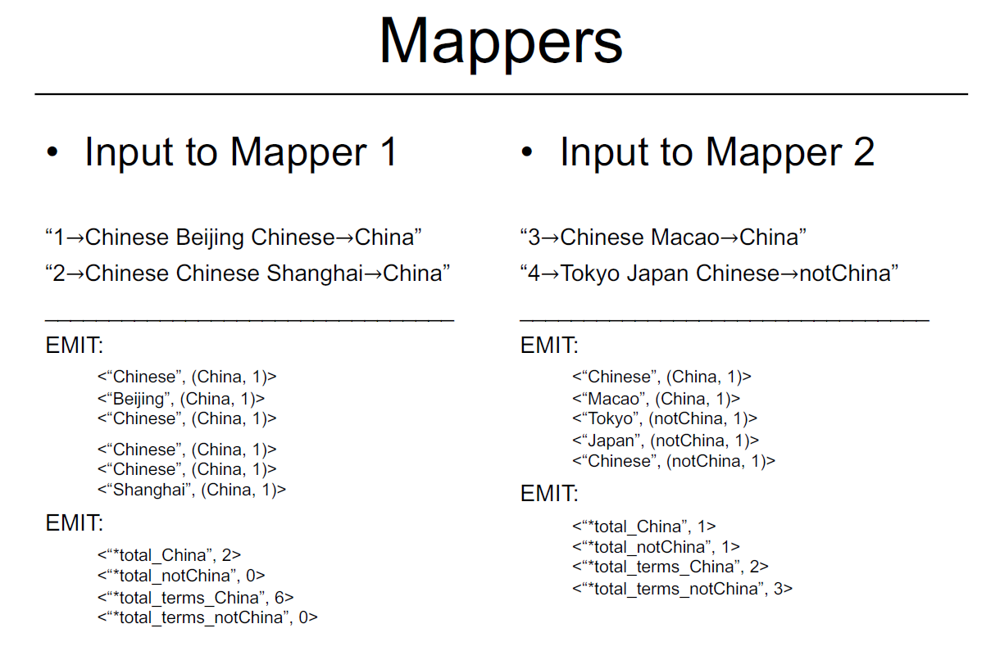 Mappers
• Input to Mapper 1
“1→Chinese Beijing Chinese→China”
“2→Chinese Chinese Shanghai→China”
EMIT:
<“Chinese”, (China, 1)>
<“Beijing”, (China, 1)>
<“Chinese”, (China, 1)>
<“Chinese”, (China, 1)>
<“Chinese”, (China, 1)>
<“Shanghai”, (China, 1)>
EMIT:
<“*total_China”, 2>
<“*total_notChina”, 0>
<“*total_terms_China”, 6>
<“*total_terms_notChina”, 0>
• Input to Mapper 2
“3→Chinese Macao→China”
“4→Tokyo Japan Chinese→notChina”
EMIT:
<“Chinese”, (China, 1)>
<“Macao”, (China, 1)>
<“Tokyo”, (notChina, 1)>
<“Japan”, (notChina, 1)>
<“Chinese”, (notChina, 1)>
EMIT:
<“*total_China”, 1>
<“*total_notChina”, 1>
<“*total_terms_China”, 2>
<“*total_terms_notChina”, 3>